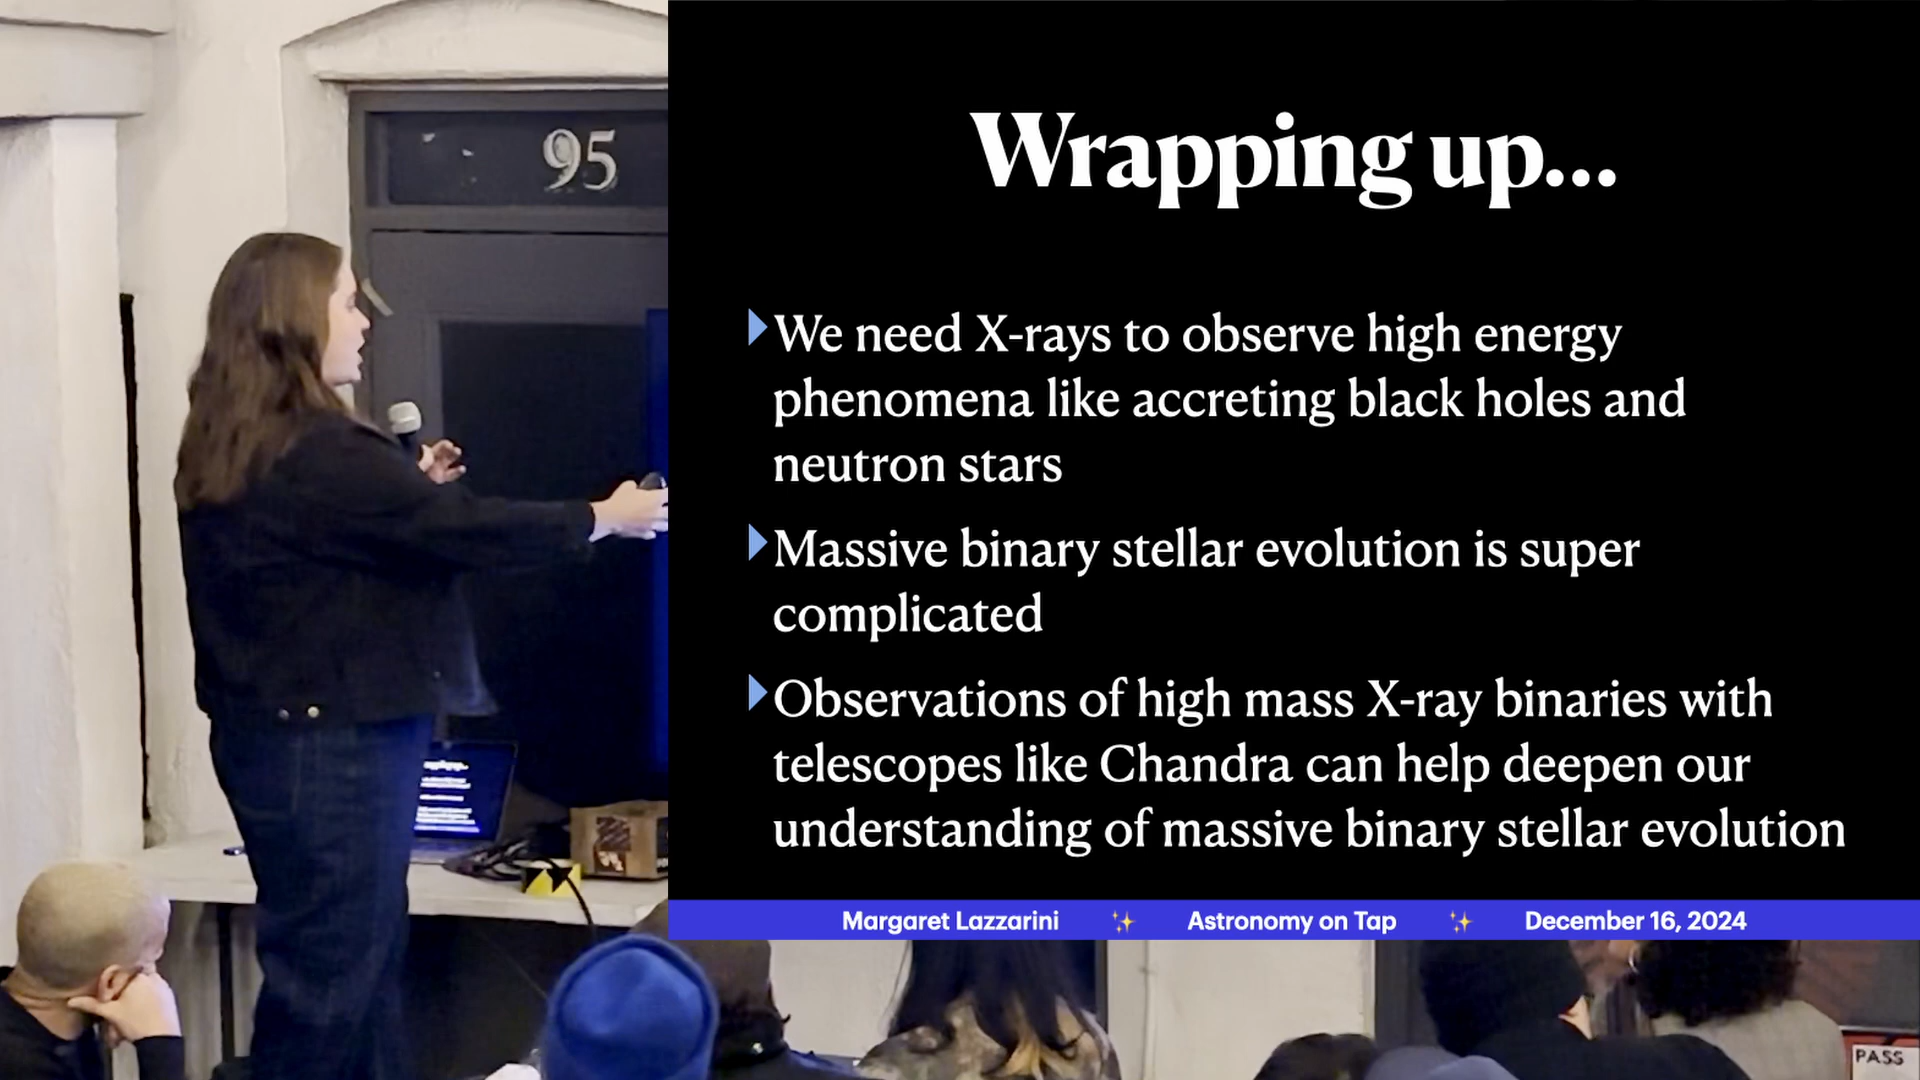 95
Wrapping up...
We need X-rays to observe high energy
phenomena like accreting black holes and
neutron stars
Massive binary stellar evolution is super
complicated
Observations of high mass X-ray binaries with
telescopes like Chandra can help deepen our
understanding of massive binary stellar evolution
Margaret Lazzarini ✨ Astronomy on Tap ✨ December 16, 2024
PASS